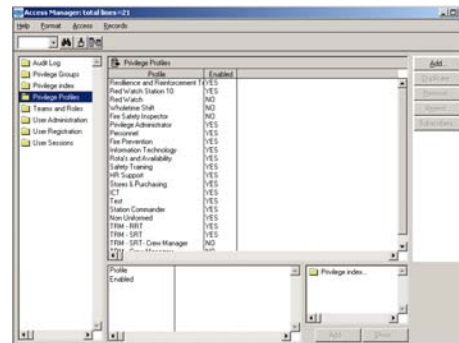 Access Manager: total lines=21
Help Format Access Records
Audit Log
Privilege Groups
Privilege index
Privilege Profiles
Teams and Roles
User Administration
User Registration
User Sessions
Privilege Profiles
Profile Enabled
Resilience and Reinforcement T YES
Red Watch Station 10 YES
Red Watch NO
Wholetime Shift NO
Fire Safety Inspector NO
Privilege Administrator YES
Personnel YES
Fire Prevention YES
Information Technology YES
Rota's and Availability YES
Safety Training YES
HR Support YES
Stores & Purchasing YES
ICT YES
Test YES
Station Commander YES
Non Uniformed YES
TRM - RRT YES
TRM - SRT YES
TRM - SRT- Crew Manager NO
Add...
Duplicate
Remove
Append
Profile
Enabled
Privilege index...
Add
Show